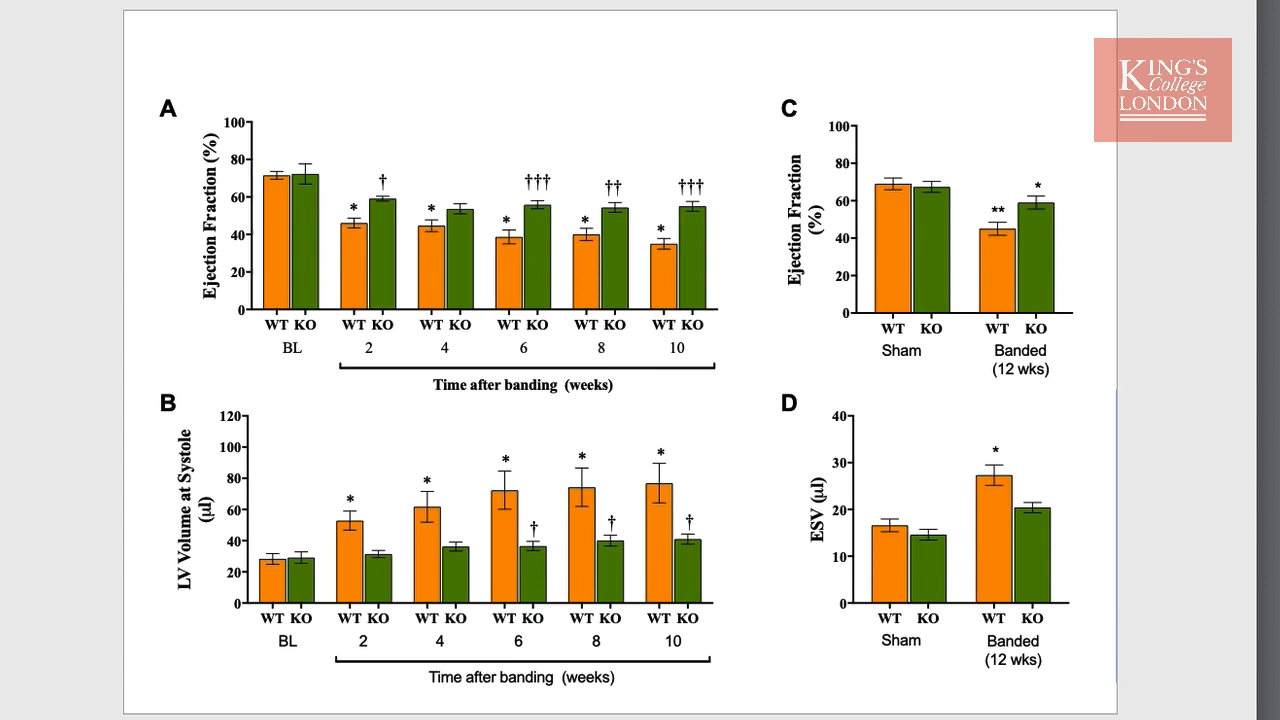 KING'S
College
LONDON
A
Ejection Fraction (%)
100
80
60
40
20
0
*
†
*
*
†††
*
††
*
†††
WT KO WT KO WT KO WT KO WT KO WT KO
BL 2 4 6 8 10
Time after banding (weeks)
C
Ejection Fraction
(%)
100
80
60
40
20
0
**
*
WT KO WT KO
Sham Banded
(12 wks)
B
LV Volume at Systole
(µl)
120
100
80
60
40
20
0
*
*
*
†
*
†
*
†
WT KO WT KO WT KO WT KO WT KO WT KO
BL 2 4 6 8 10
Time after banding (weeks)
D
ESV (µl)
40
30
20
10
0
*
WT KO WT KO
Sham Banded
(12 wks)